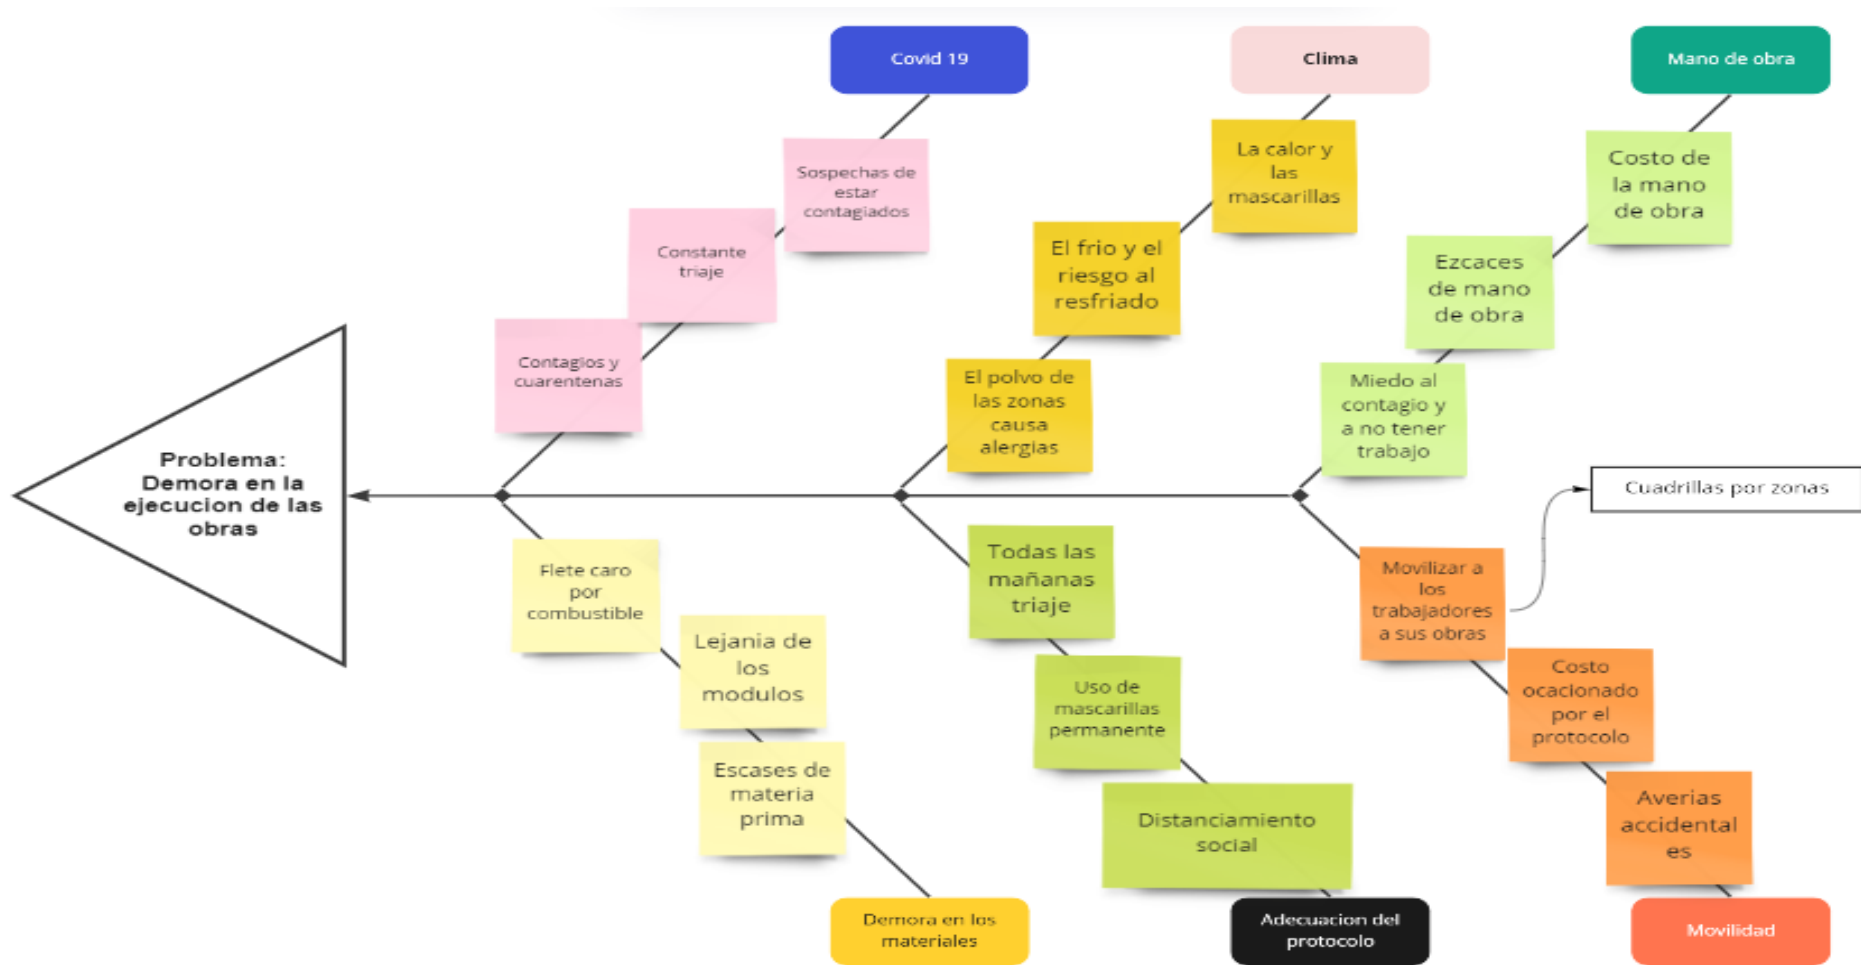 Covid 19
Clima
Mano de obra
Sospechas de
estar
contagiados
Constante
triaje
Contagios y
cuarentenas
La calor y
las
mascarillas
El frio y el
riesgo al
resfriado
El polvo de
las zonas
causa
alergias
Costo de
la mano
de obra
Ezcaces
de mano
de obra
Miedo al
contagio y
a no tener
trabajo
Problema:
Demora en la
ejecucion de las
obras
Cuadrillas por zonas
Flete caro
por
combustible
Lejania de
los
modulos
Escases de
materia
prima
Todas las
mañanas
triaje
Uso de
mascarillas
permanente
Distanciamiento
social
Movilizar a
los
trabajadores
a sus obras
Costo
ocacionado
por el
protocolo
Averias
accidental
es
Demora en los
materiales
Adecuacion del
protocolo
Movilidad